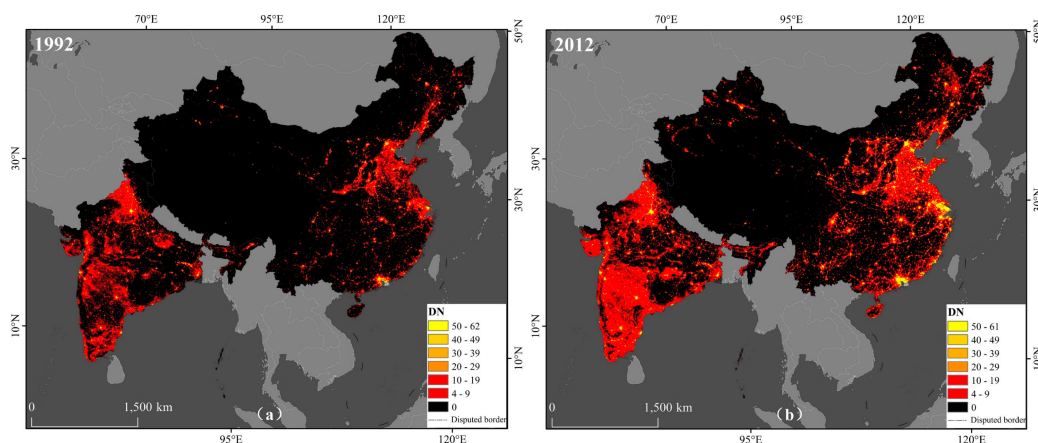 70°E 95°E 120°E
1992
50°N
30°N
30°N
10°N
10°N
DN
50 - 62
40 - 49
30 - 39
20 - 29
10 - 19
4 - 9
0
Disputed border
0 1,500 km
(a)
95°E 120°E
70°E 95°E 120°E
2012
50°N
30°N
30°N
10°N
10°N
DN
50 - 61
40 - 49
30 - 39
20 - 29
10 - 19
4 - 9
0
Disputed border
0 1,500 km
(b)
95°E 120°E